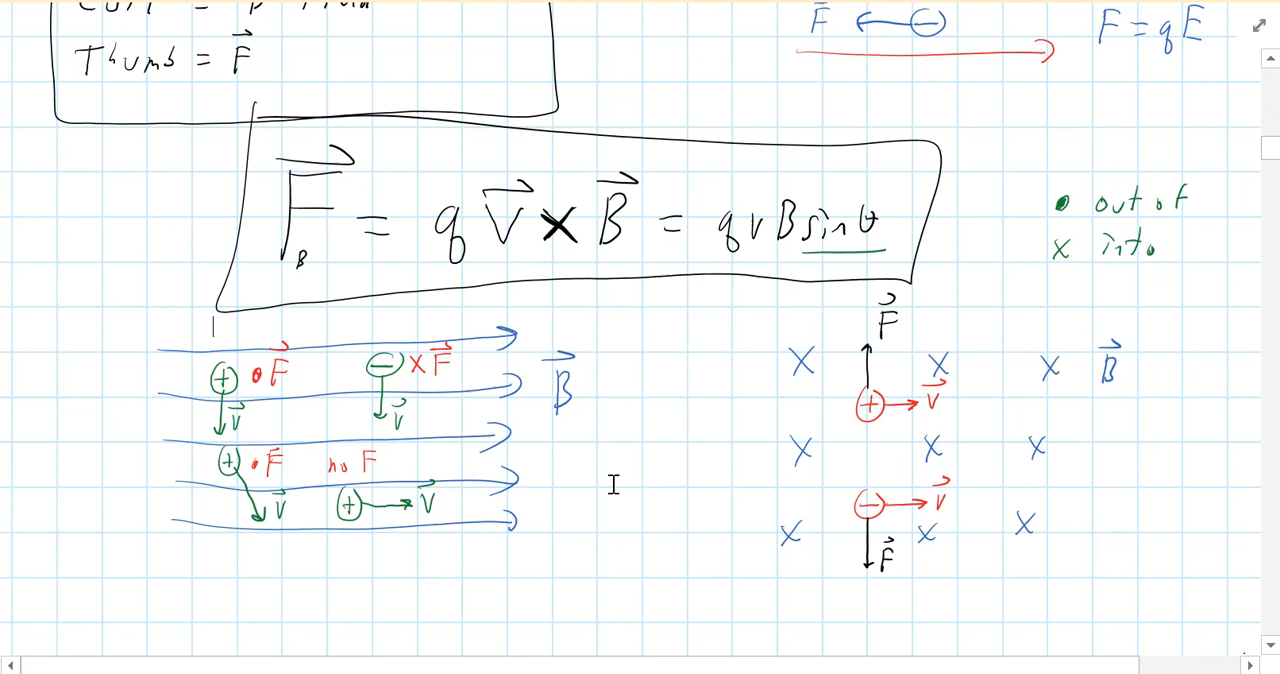 Thumb = F
F = qE
F
−
F_B = q V × B = qvB sin θ
• out of
x into
F
+ • F
− X F
B
V
V
X X X B
+ V
+ • F no F
V
+ V
X X X
− V
X X X
F